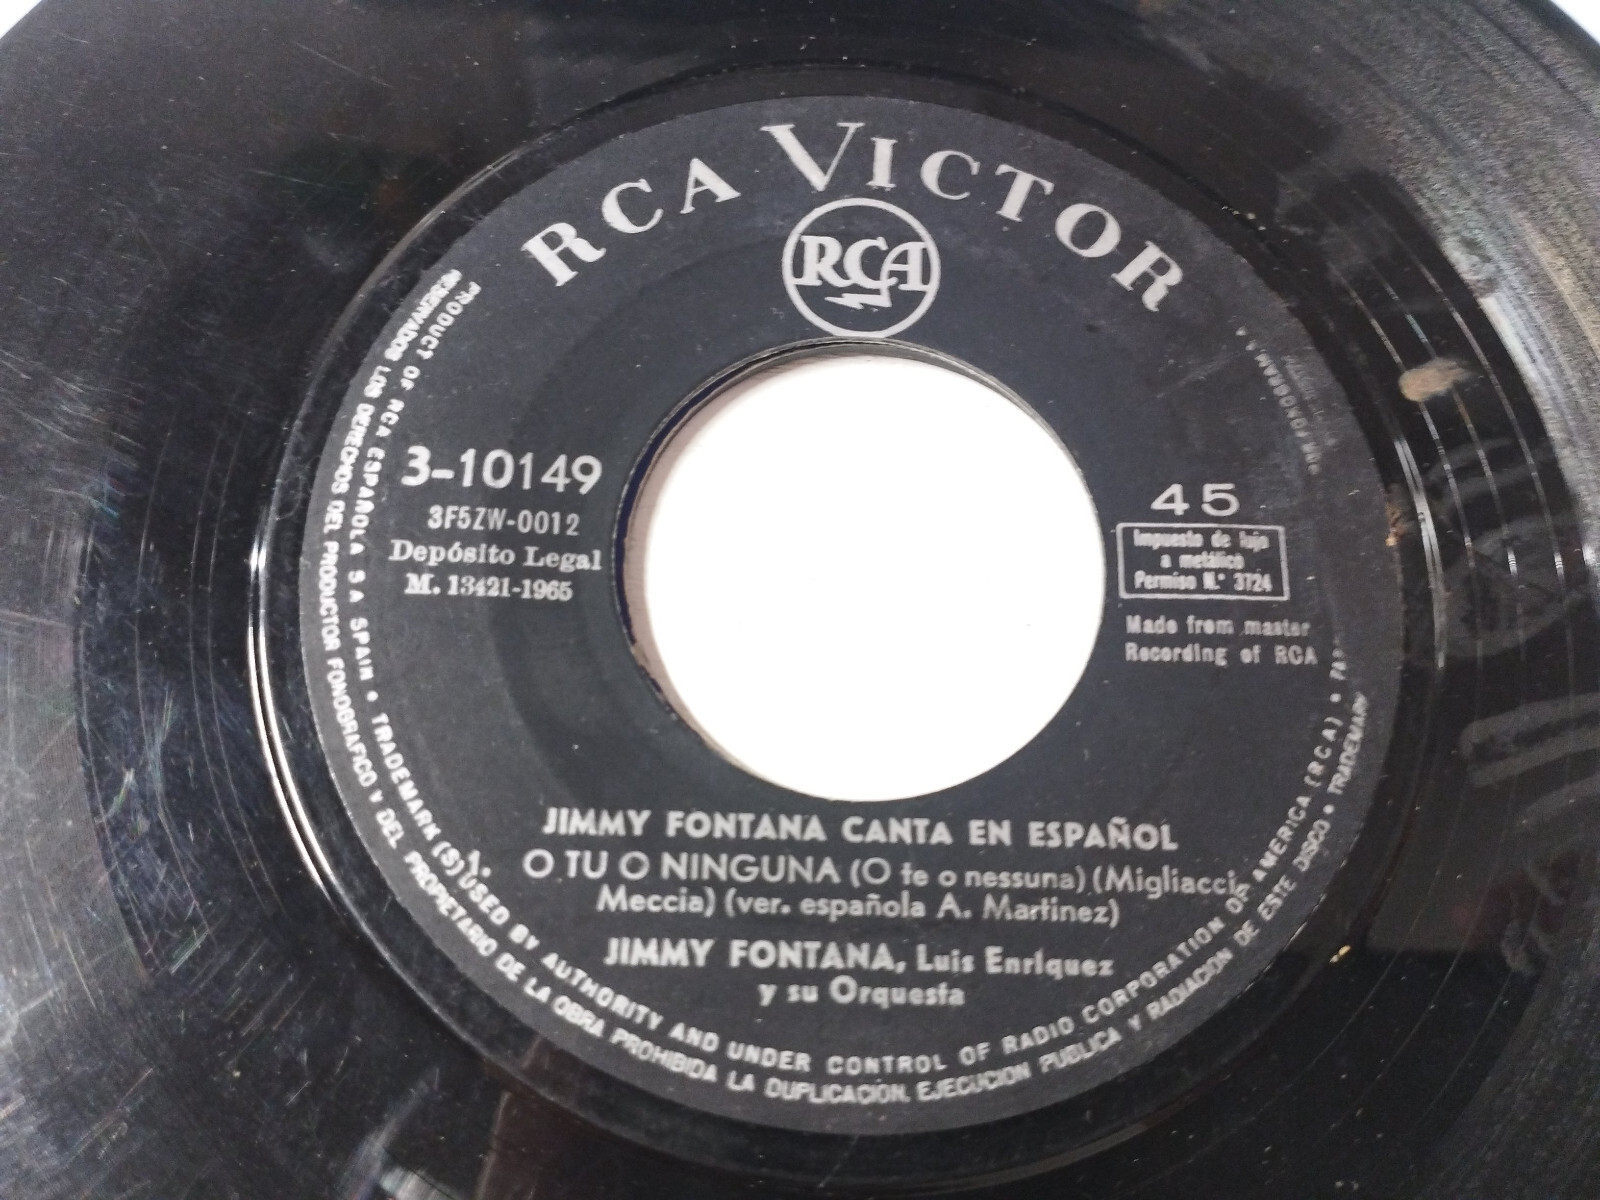 RCA VICTOR
RCA
3-10149
3F5ZW-0012
Depósito Legal
M. 13421-1965
45
Impuesto de lujo
a metálico
Permiso N.º 3724
Made from master
Recording of RCA
JIMMY FONTANA CANTA EN ESPAÑOL
O TU O NINGUNA (O te o nessuna) (Migliacci,
Meccia) (ver. española A. Martinez)
JIMMY FONTANA, Luis Enriquez
y su Orquesta
PRODUCT OF RCA ESPAÑOLA S A SPAIN • TRADEMARK (S) USED BY AUTHORITY AND UNDER CONTROL OF RADIO CORPORATION OF AMERICA (RCA) •
RESERVADOS LOS DERECHOS DEL PRODUCTOR FONOGRAFICO Y DEL PROPIETARIO DE LA OBRA PROHIBIDA LA DUPLICACIÓN, EJECUCION PUBLICA Y RADIACION DE ESTE DISCO • TRADEMARK